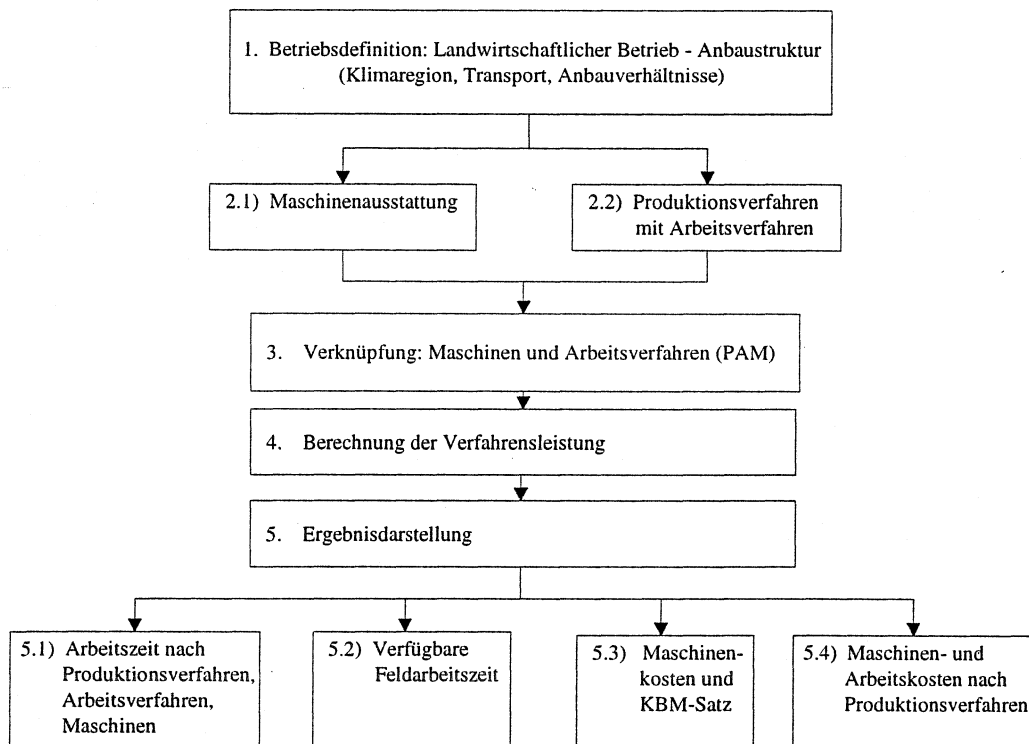 1. Betriebsdefinition: Landwirtschaftlicher Betrieb - Anbaustruktur
(Klimaregion, Transport, Anbauverhältnisse)
2.1) Maschinenausstattung
2.2) Produktionsverfahren
mit Arbeitsverfahren
3. Verknüpfung: Maschinen und Arbeitsverfahren (PAM)
4. Berechnung der Verfahrensleistung
5. Ergebnisdarstellung
5.1) Arbeitszeit nach
Produktionsverfahren,
Arbeitsverfahren,
Maschinen
5.2) Verfügbare
Feldarbeitszeit
5.3) Maschinen-
kosten und
KBM-Satz
5.4) Maschinen- und
Arbeitskosten nach
Produktionsverfahren